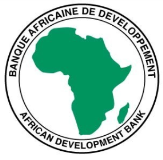 BANQUE AFRICAINE DE DEVELOPPEMENT
AFRICAN DEVELOPMENT BANK